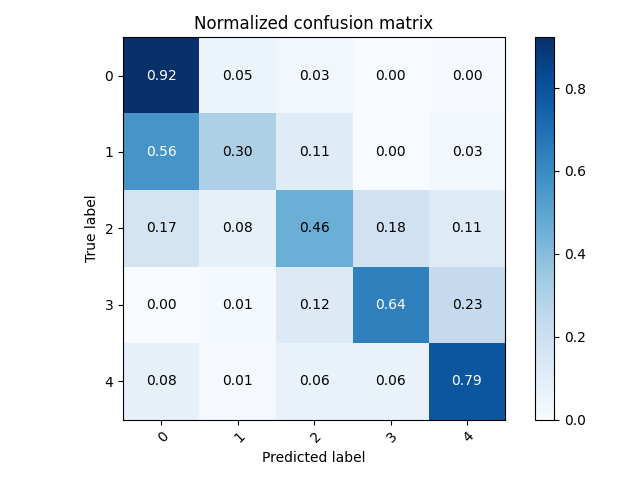 Normalized confusion matrix
True label
0 0.92 0.05 0.03 0.00 0.00
1 0.56 0.30 0.11 0.00 0.03
2 0.17 0.08 0.46 0.18 0.11
3 0.00 0.01 0.12 0.64 0.23
4 0.08 0.01 0.06 0.06 0.79
0 1 2 3 4
Predicted label
0.8
0.6
0.4
0.2
0.0